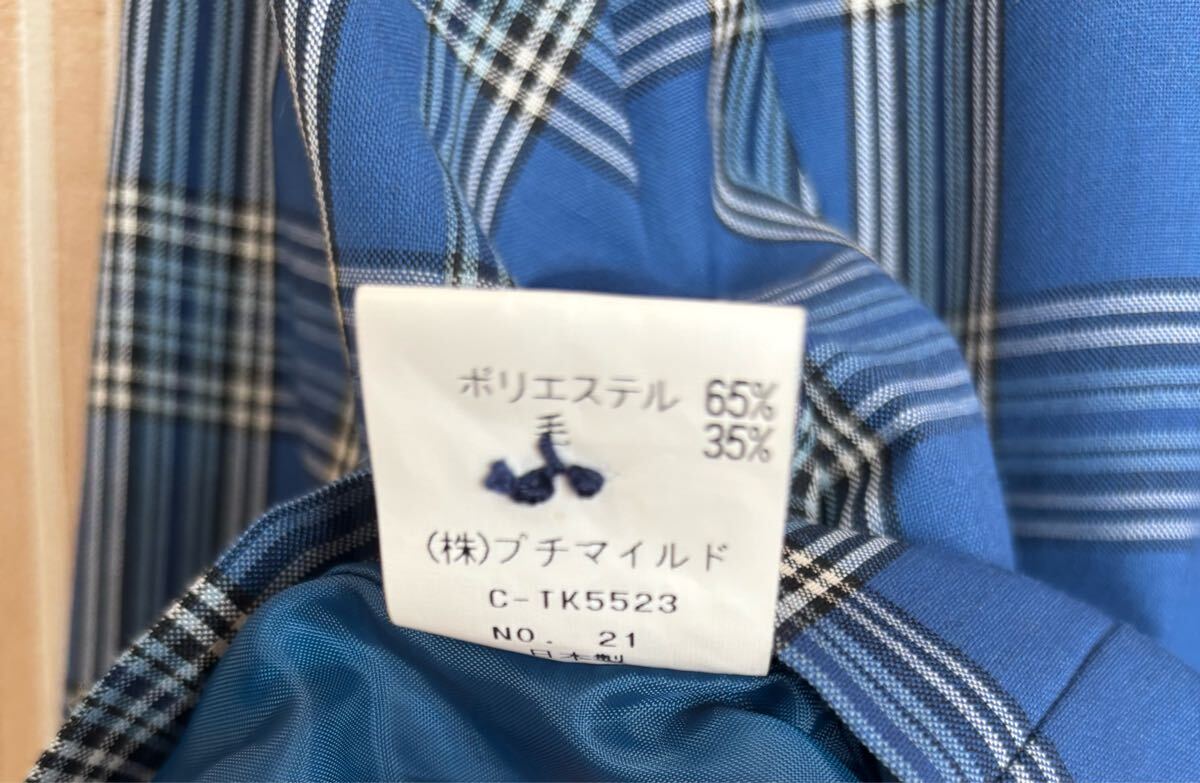 ポリエステル 65%
毛 35%
(株)プチマイルド
C-TK5523
NO. 21
日本製